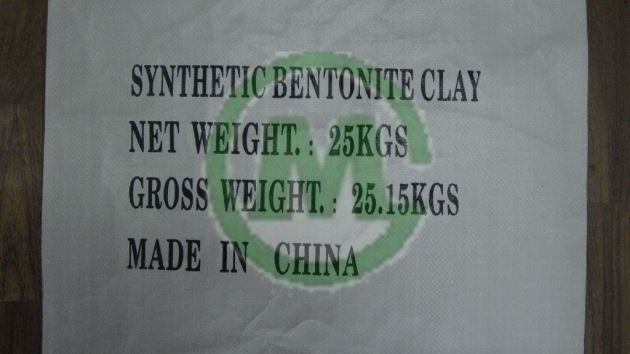 SYNTHETIC BENTONITE CLAY
NET WEIGHT.: 25KGS
GROSS WEIGHT.: 25.15KGS
MADE IN CHINA
M